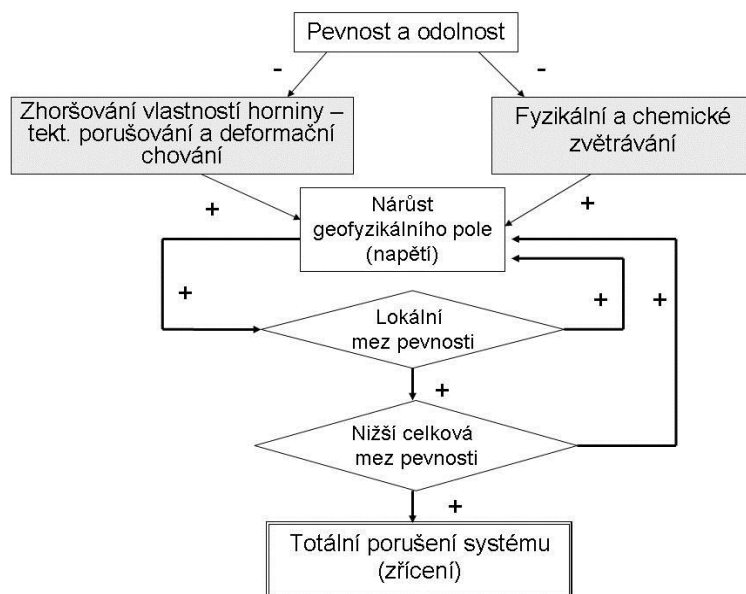 Pevnost a odolnost
-
-
Zhoršování vlastností horniny –
tekt. porušování a deformační
chování
Fyzikální a chemické
zvětrávání
+
+
Nárůst
geofyzikálního pole
(napětí)
+
+
+
Lokální
mez pevnosti
+
Nižší celková
mez pevnosti
+
Totální porušení systému
(zřícení)